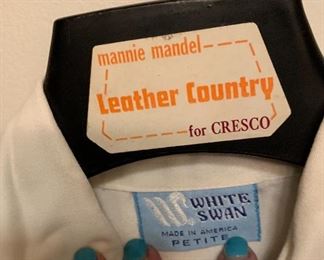 mannie mandel
Leather Country
for CRESCO
WHITE
SWAN
MADE IN AMERICA
PETITE